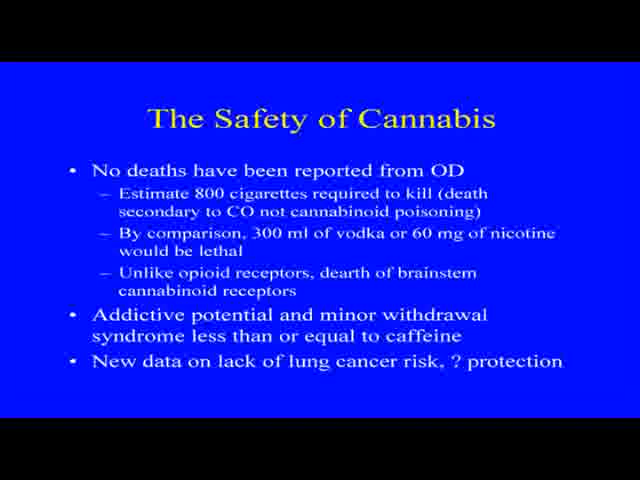 The Safety of Cannabis
• No deaths have been reported from OD
– Estimate 800 cigarettes required to kill (death
secondary to CO not cannabinoid poisoning)
– By comparison, 300 ml of vodka or 60 mg of nicotine
would be lethal
– Unlike opioid receptors, dearth of brainstem
cannabinoid receptors
• Addictive potential and minor withdrawal
syndrome less than or equal to caffeine
• New data on lack of lung cancer risk, ? protection